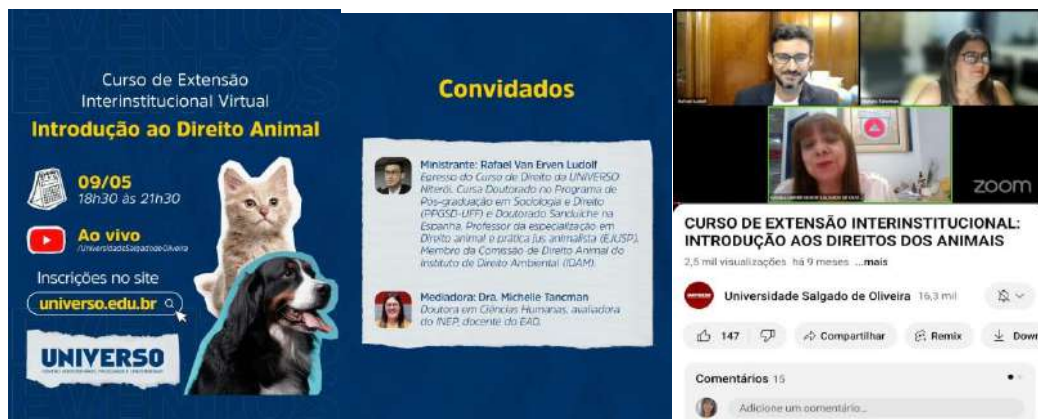 EVENTOS
EVENTOS
Curso de Extensão
Interinstitucional Virtual
Introdução ao Direito Animal
09/05
18h30 às 21h30
Ao vivo
/UniversidadeSalgadodeOliveira
Inscrições no site
universo.edu.br
UNIVERSO
Convidados
Ministrante: Rafael Van Erven Ludolf
Egresso do Curso de Direito da UNIVERSO
Niterói. Cursa Doutorado no Programa de
Pós-graduação em Sociologia e Direito
(PPGSD-UFF) e Doutorado Sanduíche na
Espanha. Professor da especialização em
Direito animal e prática jus animalista (EJUSP).
Membro da Comissão de Direito Animal do
Instituto de Direito Ambiental (IDAM).
Mediadora: Dra. Michelle Tancman
Doutora em Ciências Humanas, avaliadora
do INEP, docente do EAD.
zoom
CURSO DE EXTENSÃO INTERINSTITUCIONAL:
INTRODUÇÃO AOS DIREITOS DOS ANIMAIS
2,5 mil visualizações há 9 meses ...mais
Universidade Salgado de Oliveira 16,3 mil
147 Compartilhar Remix Down
Comentários 15
Adicione um comentário...